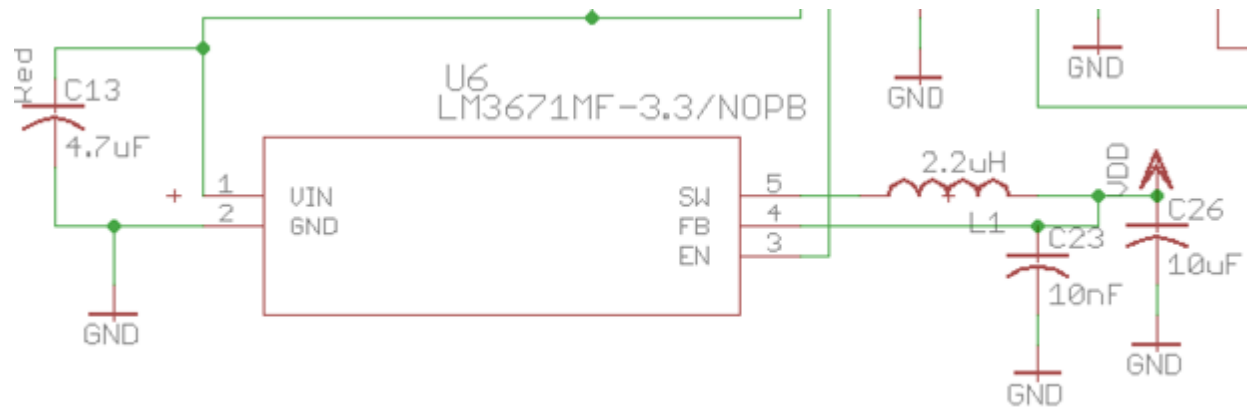 Red
C13
4.7uF
GND
U6
LM3671MF-3.3/NOPB
1
VIN
2
GND
SW
5
FB
4
EN
3
2.2uH
L1
GND
GND
VDD
C26
10uF
GND
C23
10nF
GND